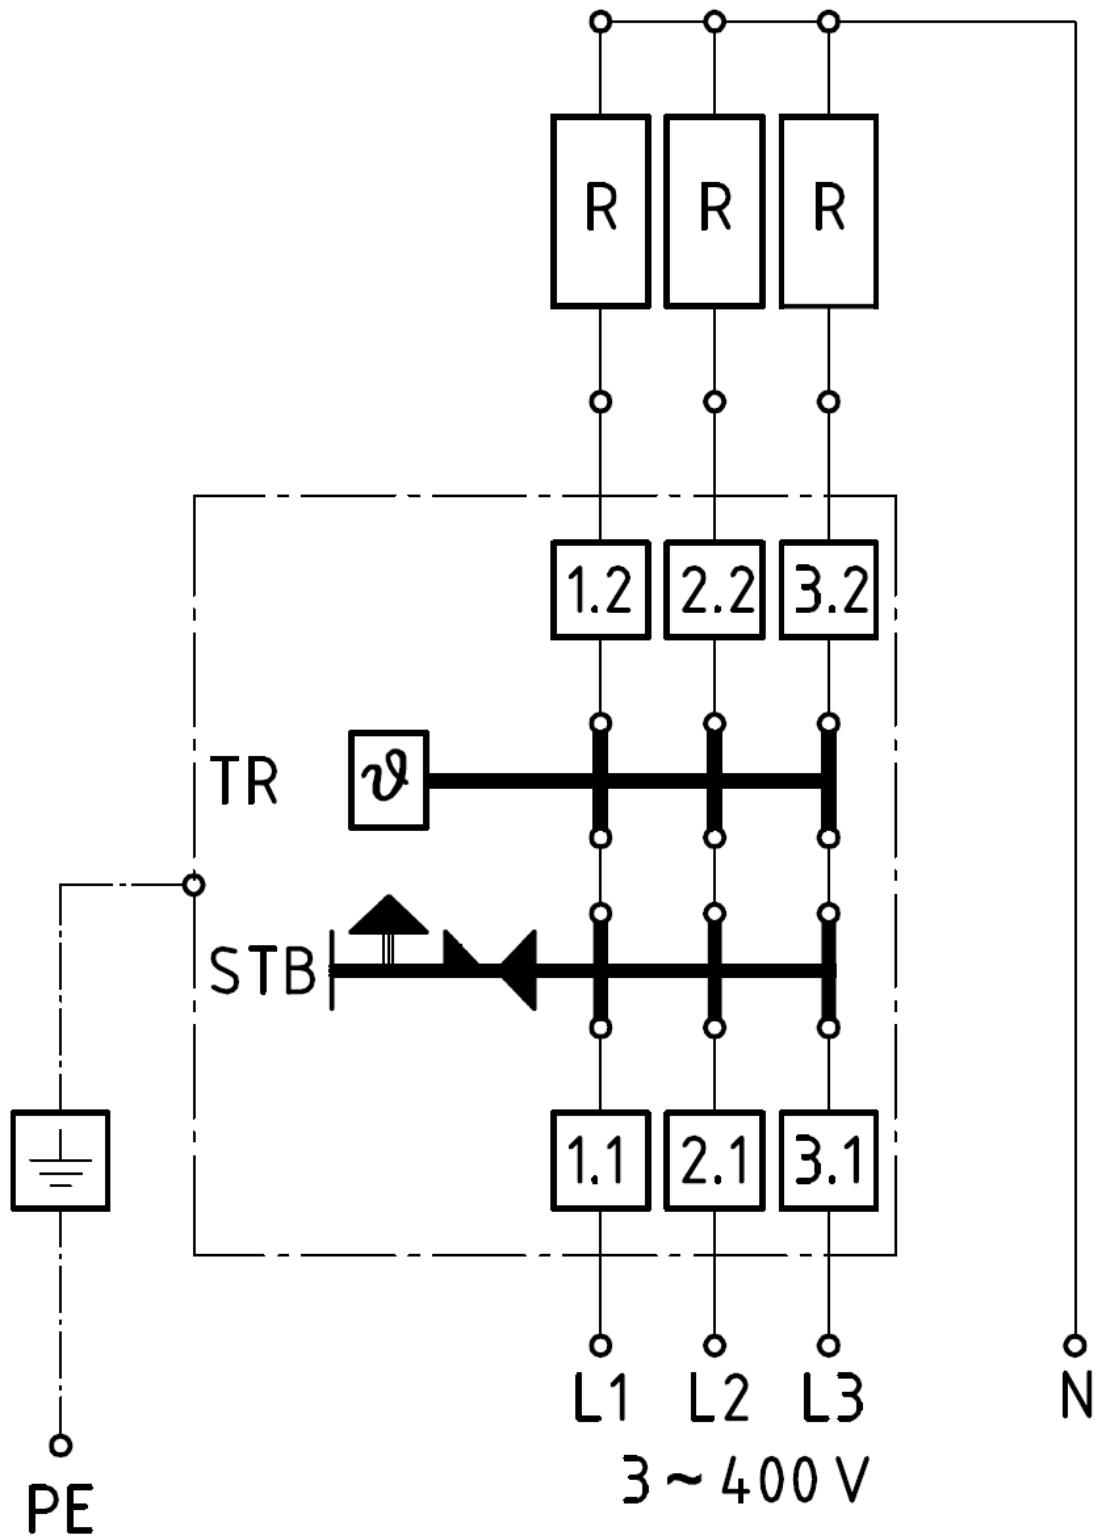 R R R
1.2 2.2 3.2
TR ϑ
STB
1.1 2.1 3.1
L1 L2 L3 N
3 ~ 400 V
PE